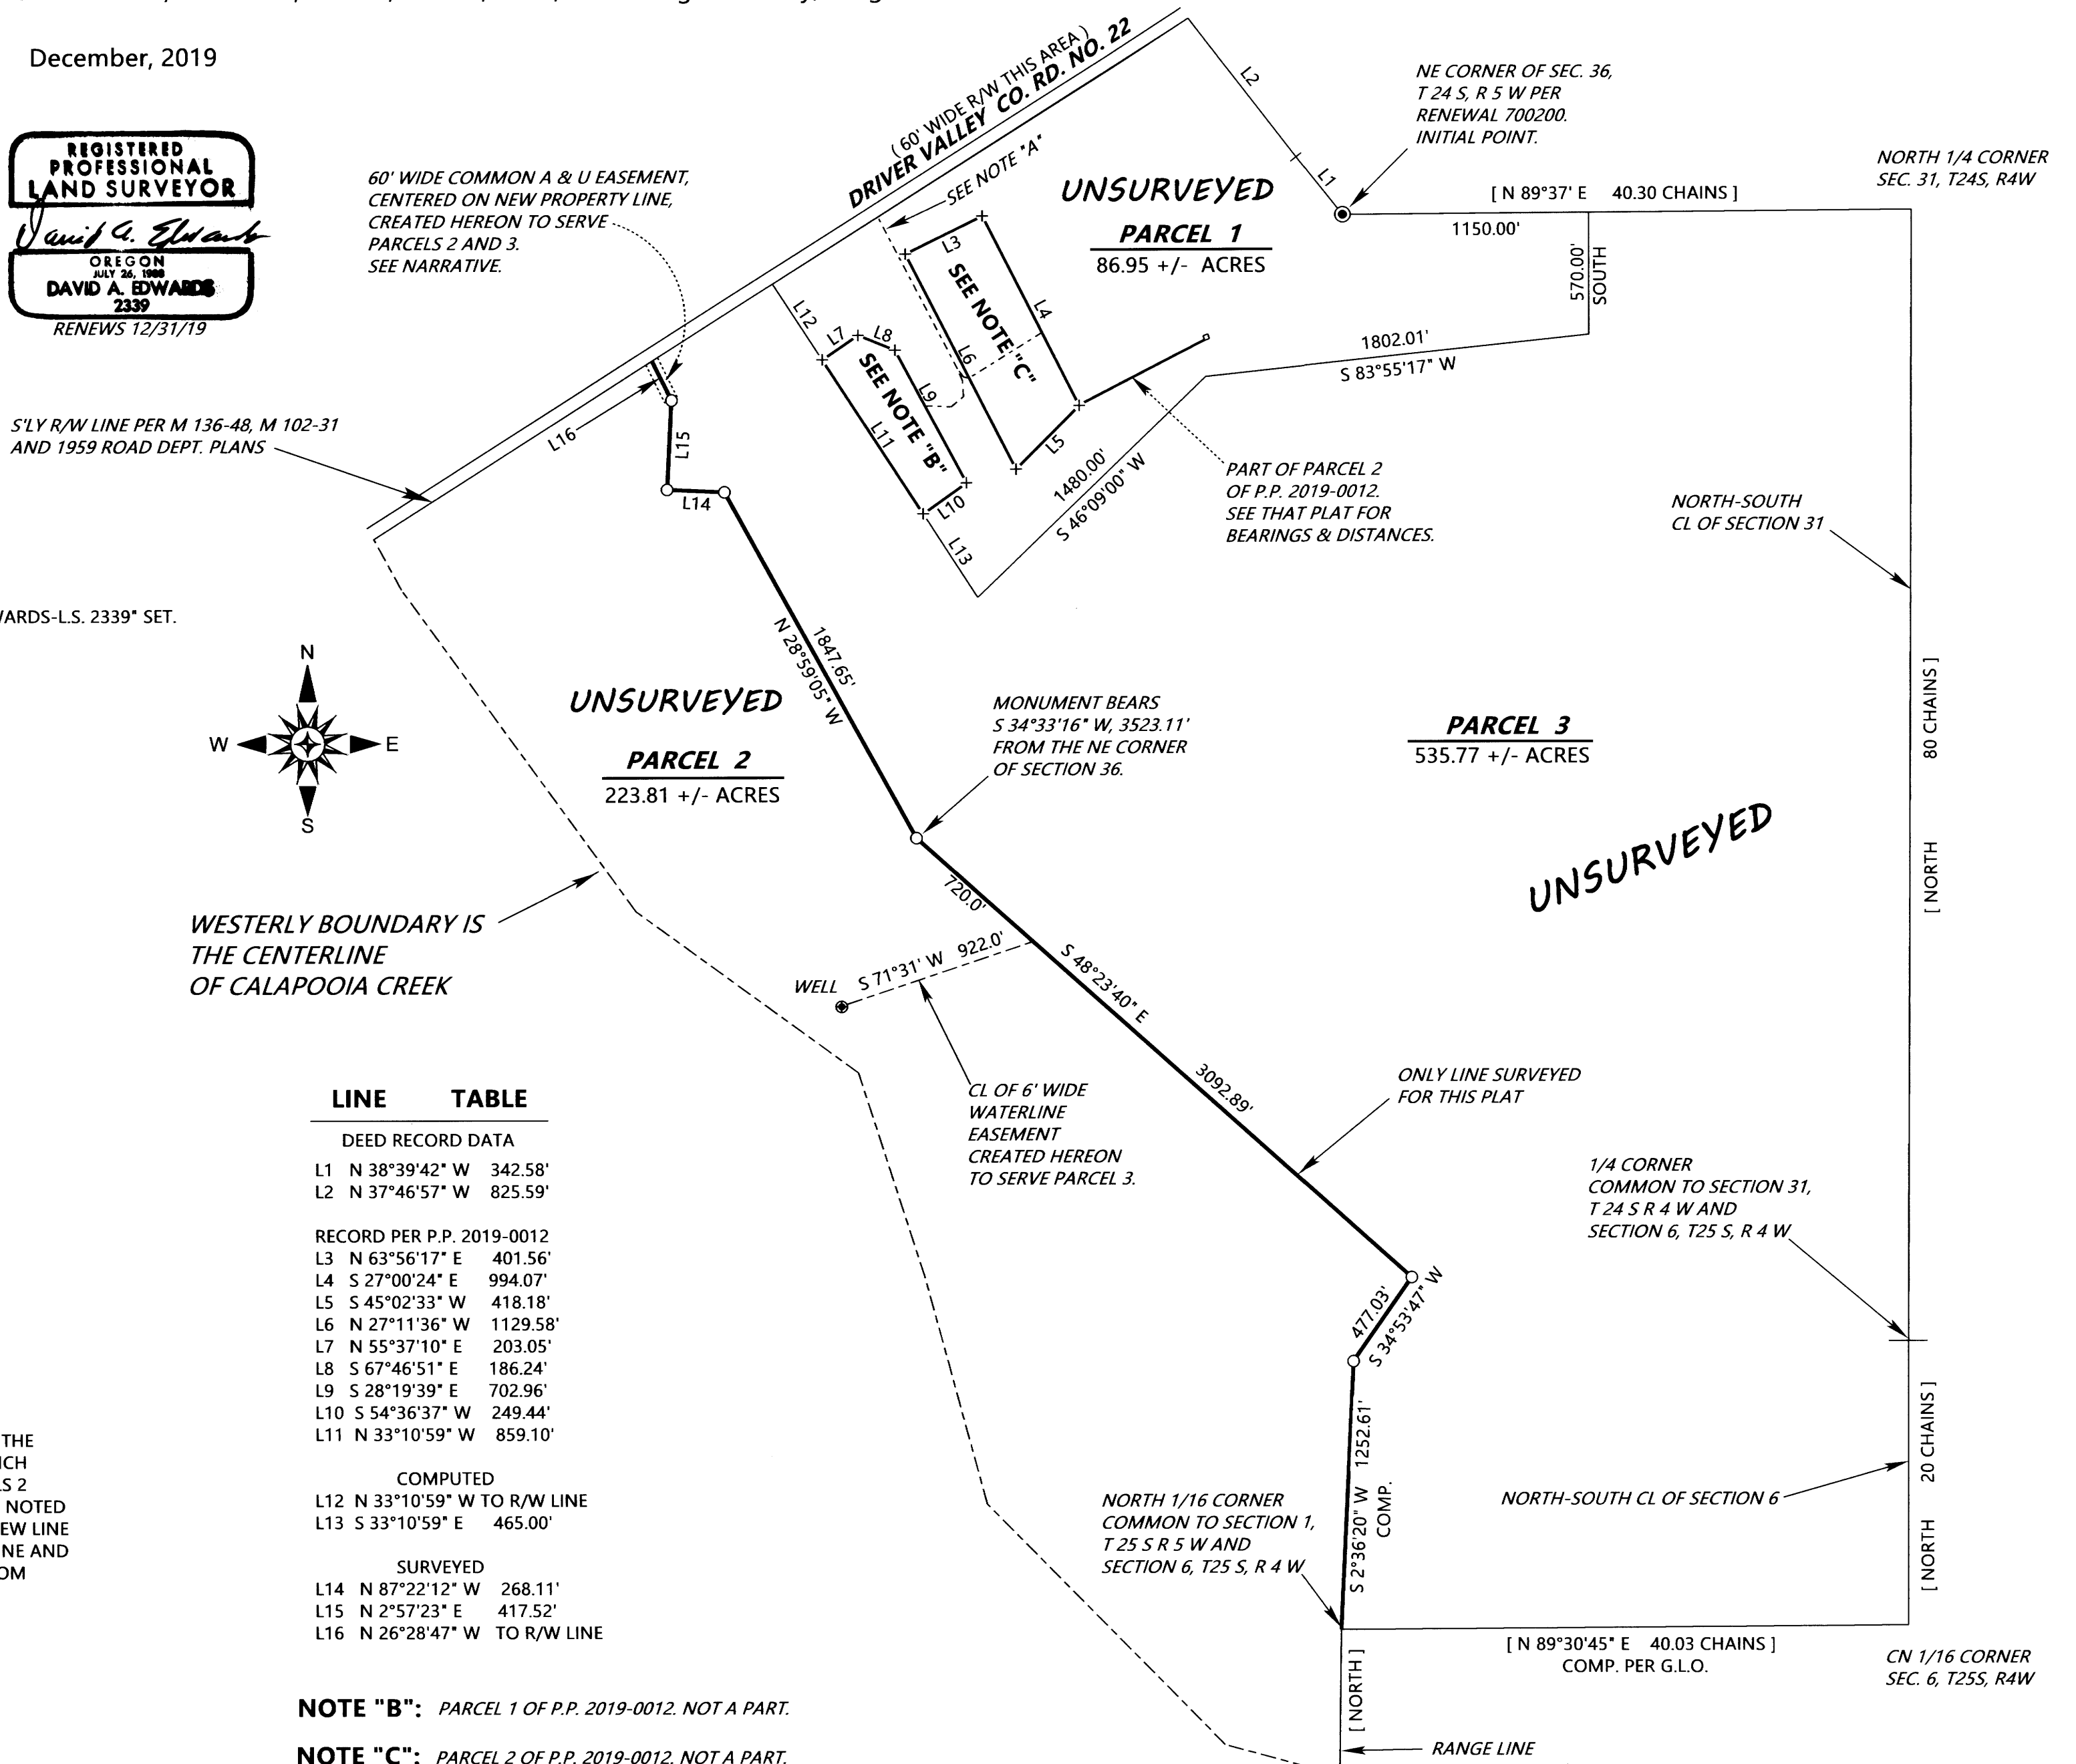 December, 2019
REGISTERED
PROFESSIONAL
LAND SURVEYOR
David A. Edwards
OREGON
JULY 26, 1988
DAVID A. EDWARDS
2339
RENEWS 12/31/19
60' WIDE COMMON A & U EASEMENT,
CENTERED ON NEW PROPERTY LINE,
CREATED HEREON TO SERVE
PARCELS 2 AND 3.
SEE NARRATIVE.
( 60' WIDE R/W THIS AREA )
DRIVER VALLEY CO. RD. NO. 22
SEE NOTE "A"
L2
L1
NE CORNER OF SEC. 36,
T 24 S, R 5 W PER
RENEWAL 700200.
INITIAL POINT.
NORTH 1/4 CORNER
SEC. 31, T24S, R4W
[ N 89°37' E 40.30 CHAINS ]
1150.00'
570.00'
SOUTH
UNSURVEYED
PARCEL 1
86.95 +/- ACRES
1802.01'
S 83°55'17" W
L3
L4
SEE NOTE "C"
L6
L5
L12
L7
L8
SEE NOTE "B"
L9
L11
L10
L13
1480.00'
S 46°09'00" W
PART OF PARCEL 2
OF P.P. 2019-0012.
SEE THAT PLAT FOR
BEARINGS & DISTANCES.
S'LY R/W LINE PER M 136-48, M 102-31
AND 1959 ROAD DEPT. PLANS
L16
L15
L14
NORTH-SOUTH
CL OF SECTION 31
WARDS-L.S. 2339" SET.
N
W
E
S
1847.65'
N 28°59'05" W
UNSURVEYED
PARCEL 2
223.81 +/- ACRES
MONUMENT BEARS
S 34°33'16" W, 3523.11'
FROM THE NE CORNER
OF SECTION 36.
PARCEL 3
535.77 +/- ACRES
UNSURVEYED
80 CHAINS ]
[ NORTH
WESTERLY BOUNDARY IS
THE CENTERLINE
OF CALAPOOIA CREEK
720.0'
S 48°23'40" E
3092.89'
WELL
S 71°31' W 922.0'
CL OF 6' WIDE
WATERLINE
EASEMENT
CREATED HEREON
TO SERVE PARCEL 3.
ONLY LINE SURVEYED
FOR THIS PLAT
1/4 CORNER
COMMON TO SECTION 31,
T 24 S R 4 W AND
SECTION 6, T25 S, R 4 W
477.03'
S 34°53'47" W
S 2°36'20" W 1252.61'
COMP.
20 CHAINS ]
[ NORTH
NORTH-SOUTH CL OF SECTION 6
NORTH 1/16 CORNER
COMMON TO SECTION 1,
T 25 S R 5 W AND
SECTION 6, T25 S, R 4 W
[ N 89°30'45" E 40.03 CHAINS ]
COMP. PER G.L.O.
CN 1/16 CORNER
SEC. 6, T25S, R4W
[ NORTH ]
RANGE LINE
LINE TABLE
DEED RECORD DATA
L1 N 38°39'42" W 342.58'
L2 N 37°46'57" W 825.59'
RECORD PER P.P. 2019-0012
L3 N 63°56'17" E 401.56'
L4 S 27°00'24" E 994.07'
L5 S 45°02'33" W 418.18'
L6 N 27°11'36" W 1129.58'
L7 N 55°37'10" E 203.05'
L8 S 67°46'51" E 186.24'
L9 S 28°19'39" E 702.96'
L10 S 54°36'37" W 249.44'
L11 N 33°10'59" W 859.10'
COMPUTED
L12 N 33°10'59" W TO R/W LINE
L13 S 33°10'59" E 465.00'
SURVEYED
L14 N 87°22'12" W 268.11'
L15 N 2°57'23" E 417.52'
L16 N 26°28'47" W TO R/W LINE
THE
ICH
LS 2
NOTED
EW LINE
NE AND
OM
NOTE "B": PARCEL 1 OF P.P. 2019-0012. NOT A PART.
NOTE "C": PARCEL 2 OF P.P. 2019-0012. NOT A PART.